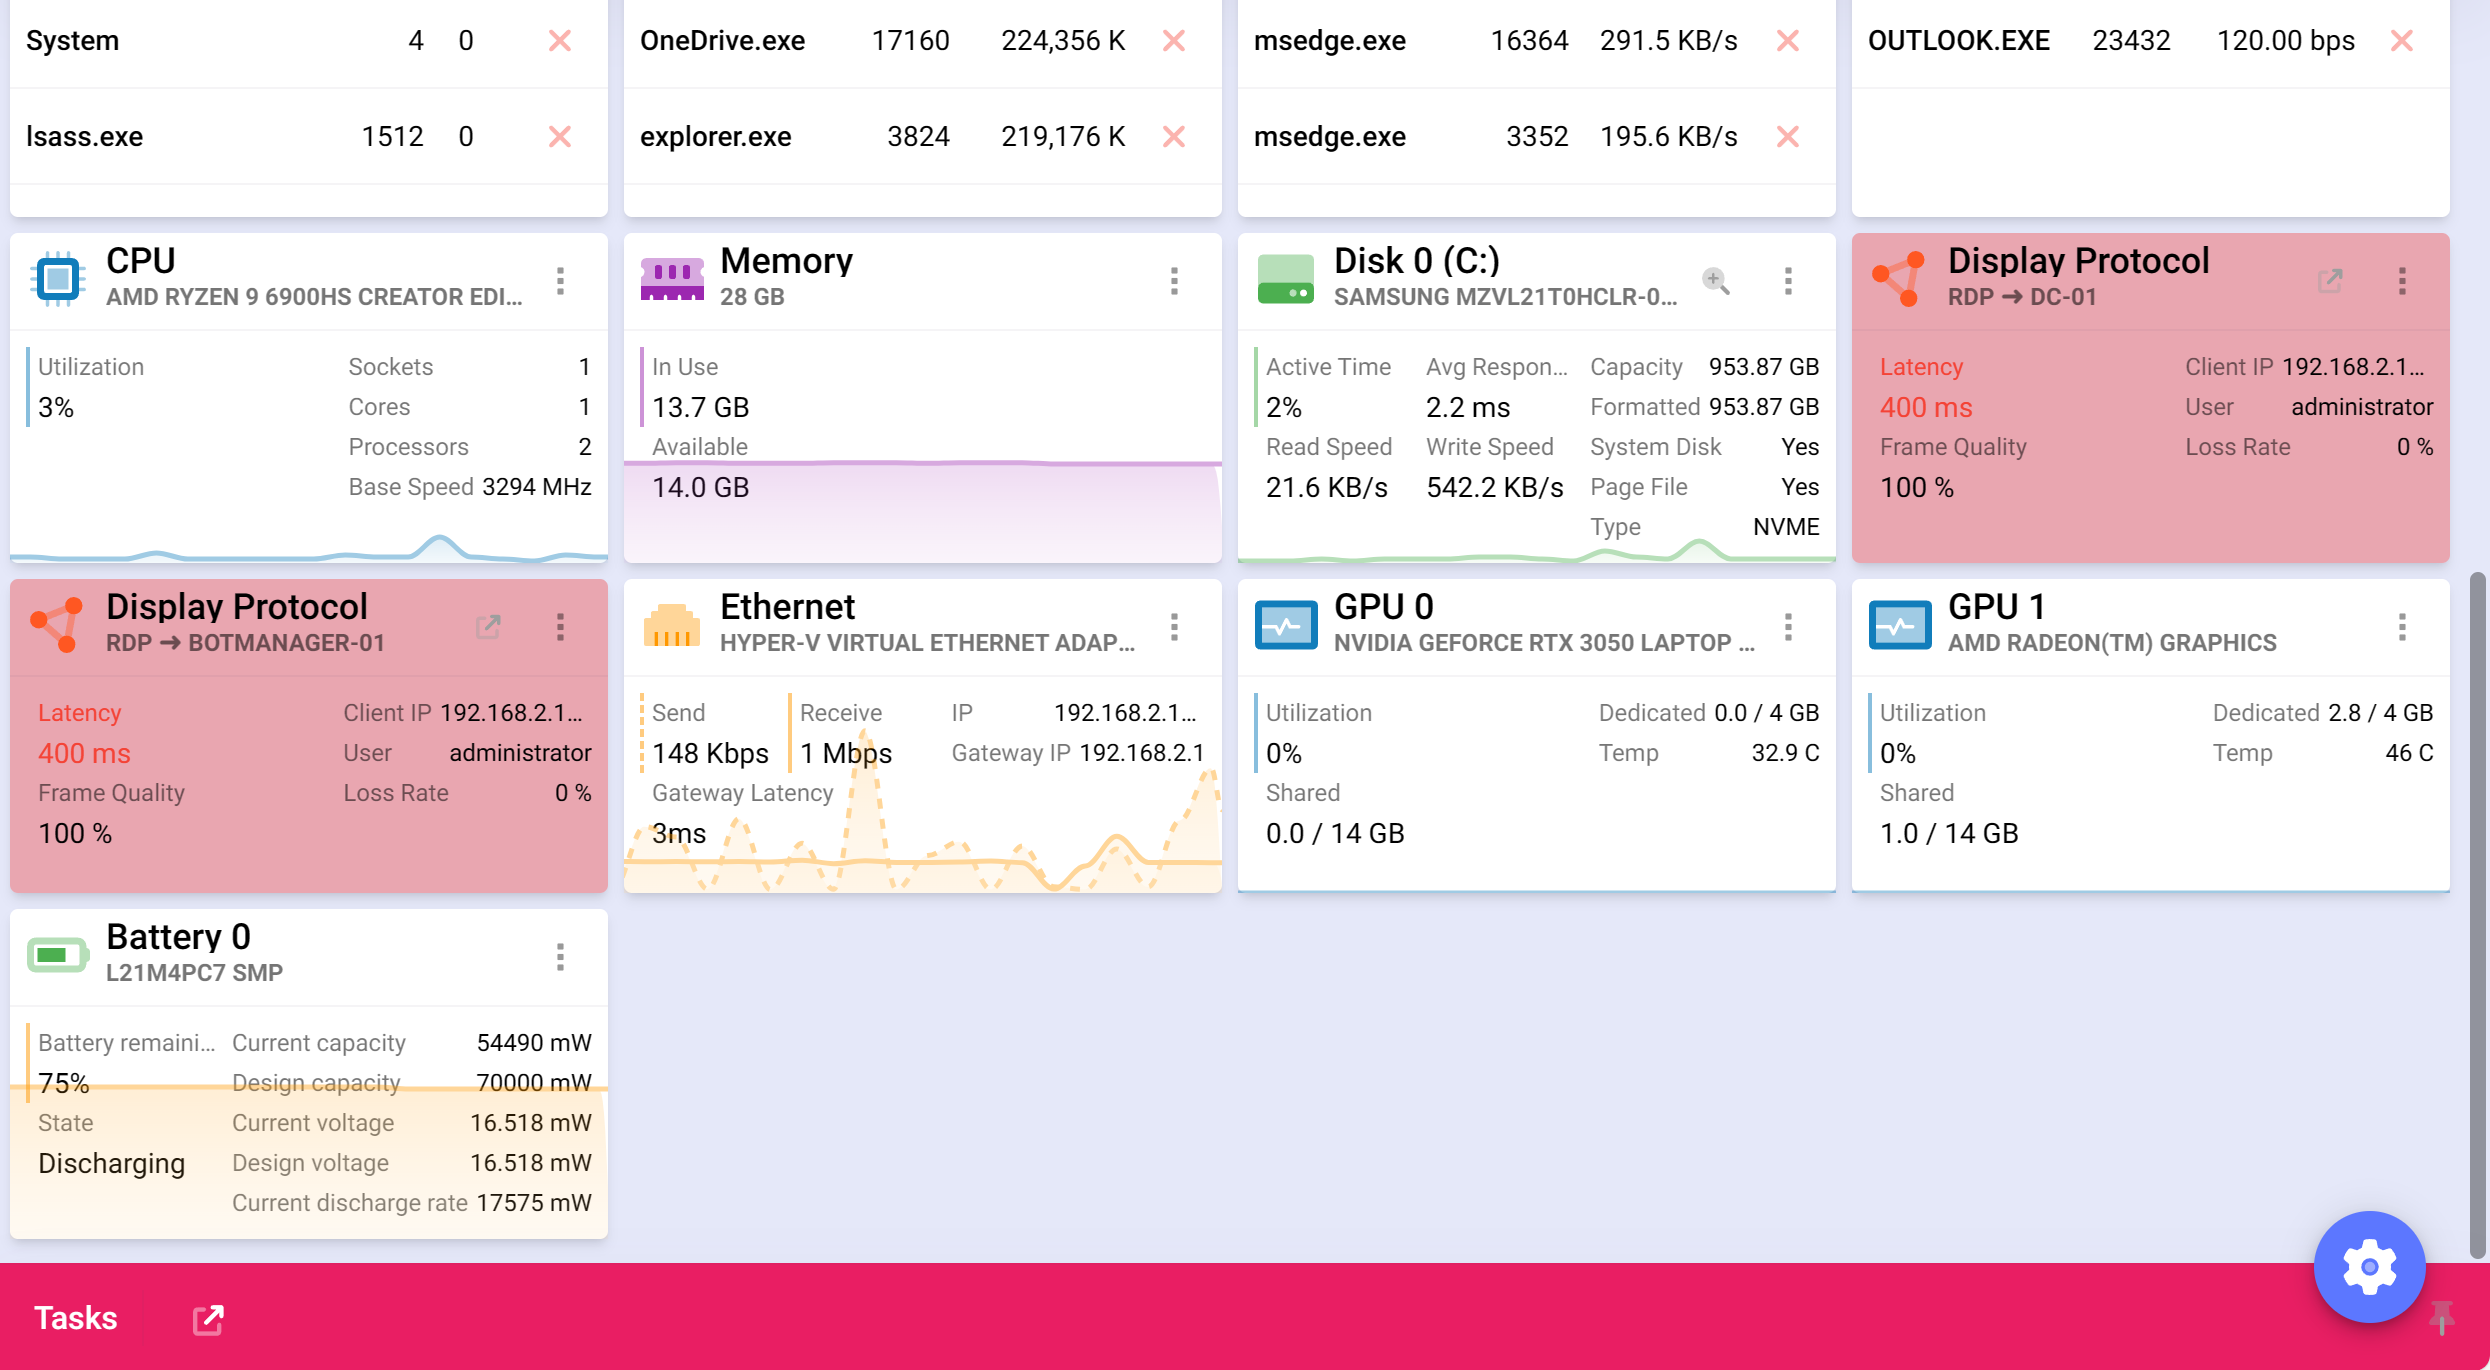 System 4 0
lsass.exe 1512 0
OneDrive.exe 17160 224,356 K
explorer.exe 3824 219,176 K
msedge.exe 16364 291.5 KB/s
msedge.exe 3352 195.6 KB/s
OUTLOOK.EXE 23432 120.00 bps
CPU
AMD RYZEN 9 6900HS CREATOR EDI...
Utilization
3%
Sockets 1
Cores 1
Processors 2
Base Speed 3294 MHz
Memory
28 GB
In Use
13.7 GB
Available
14.0 GB
Disk 0 (C:)
SAMSUNG MZVL21T0HCLR-0...
Active Time
2%
Avg Respon...
2.2 ms
Read Speed
21.6 KB/s
Write Speed
542.2 KB/s
Capacity 953.87 GB
Formatted 953.87 GB
System Disk Yes
Page File Yes
Type NVME
Display Protocol
RDP ➜ DC-01
Latency
400 ms
Frame Quality
100 %
Client IP 192.168.2.1...
User administrator
Loss Rate 0 %
Display Protocol
RDP ➜ BOTMANAGER-01
Latency
400 ms
Frame Quality
100 %
Client IP 192.168.2.1...
User administrator
Loss Rate 0 %
Ethernet
HYPER-V VIRTUAL ETHERNET ADAP...
Send
148 Kbps
Receive
1 Mbps
Gateway Latency
3ms
IP 192.168.2.1...
Gateway IP 192.168.2.1
GPU 0
NVIDIA GEFORCE RTX 3050 LAPTOP ...
Utilization
0%
Shared
0.0 / 14 GB
Dedicated 0.0 / 4 GB
Temp 32.9 C
GPU 1
AMD RADEON(TM) GRAPHICS
Utilization
0%
Shared
1.0 / 14 GB
Dedicated 2.8 / 4 GB
Temp 46 C
Battery 0
L21M4PC7 SMP
Battery remaini...
75%
State
Discharging
Current capacity 54490 mW
Design capacity 70000 mW
Current voltage 16.518 mW
Design voltage 16.518 mW
Current discharge rate 17575 mW
Tasks